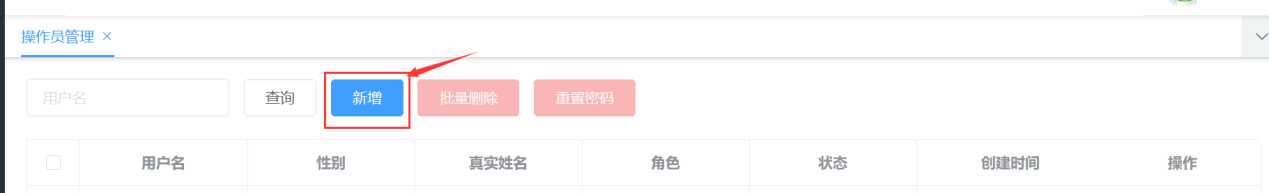 操作员管理 ×
用户名 查询 新增 批量删除 重置密码
用户名 性别 真实姓名 角色 状态 创建时间 操作